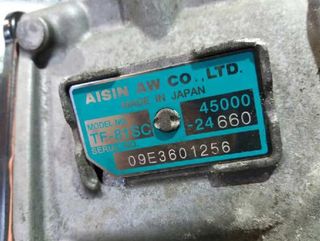 AISIN AW CO.,LTD.
MADE IN JAPAN
MODEL No. 45000
TF-81SC -24660
SERIAL NO.
09E3601256